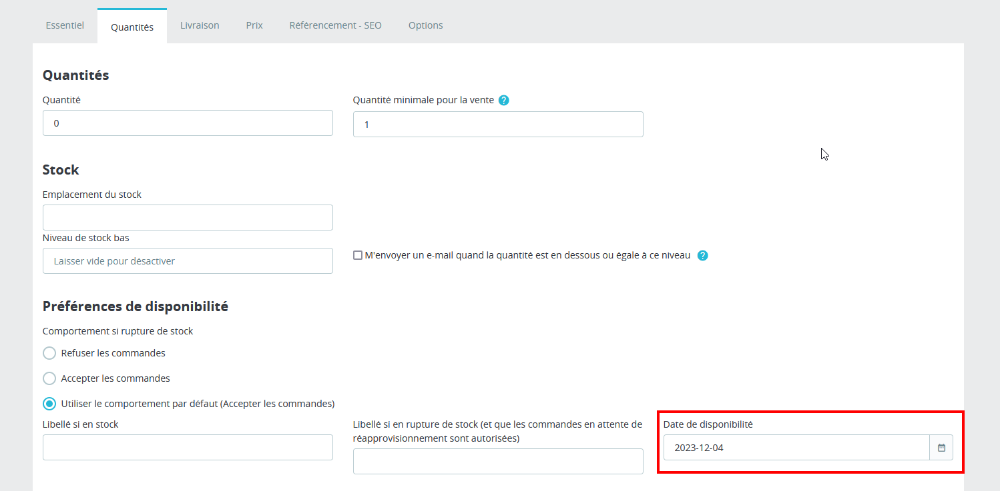 Essentiel
Quantités
Livraison
Prix
Référencement - SEO
Options
Quantités
Quantité
Quantité minimale pour la vente ?
0
1
Stock
Emplacement du stock
Niveau de stock bas
Laisser vide pour désactiver
M'envoyer un e-mail quand la quantité est en dessous ou égale à ce niveau ?
Préférences de disponibilité
Comportement si rupture de stock
Refuser les commandes
Accepter les commandes
Utiliser le comportement par défaut (Accepter les commandes)
Libellé si en stock
Libellé si en rupture de stock (et que les commandes en attente de
réapprovisionnement sont autorisées)
Date de disponibilité
2023-12-04